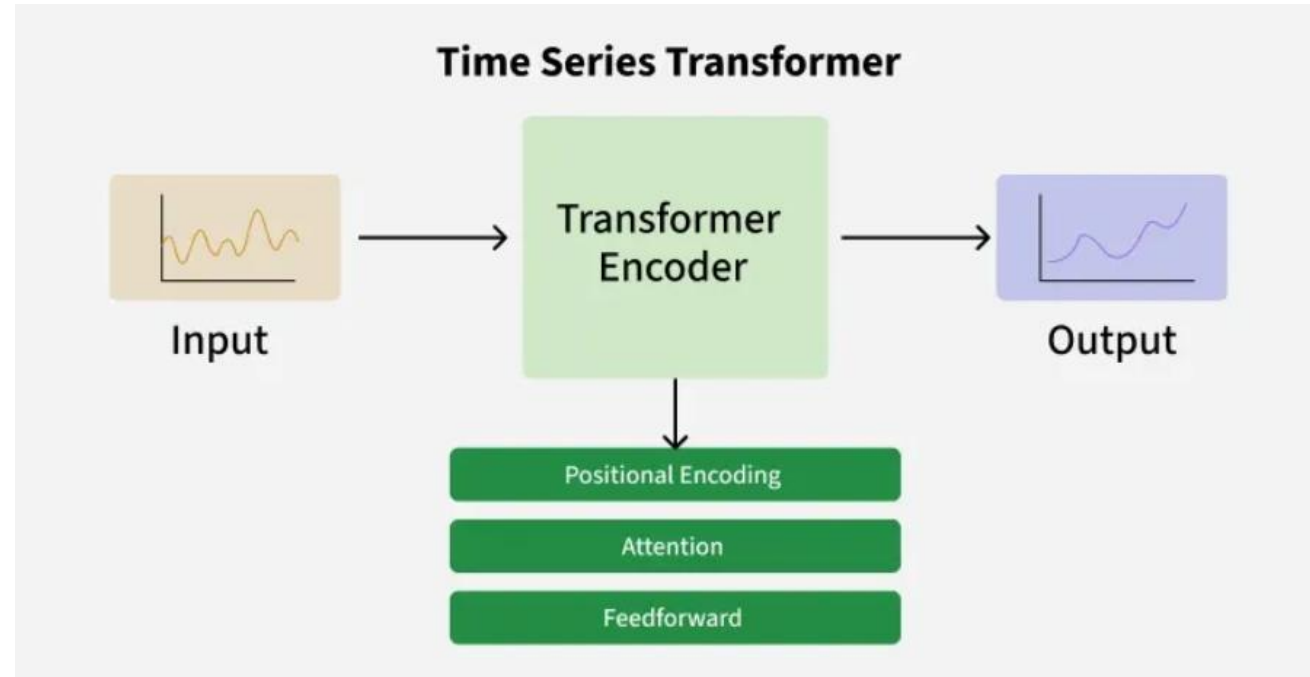 Time Series Transformer
Transformer
Encoder
Input
Output
Positional Encoding
Attention
Feedforward